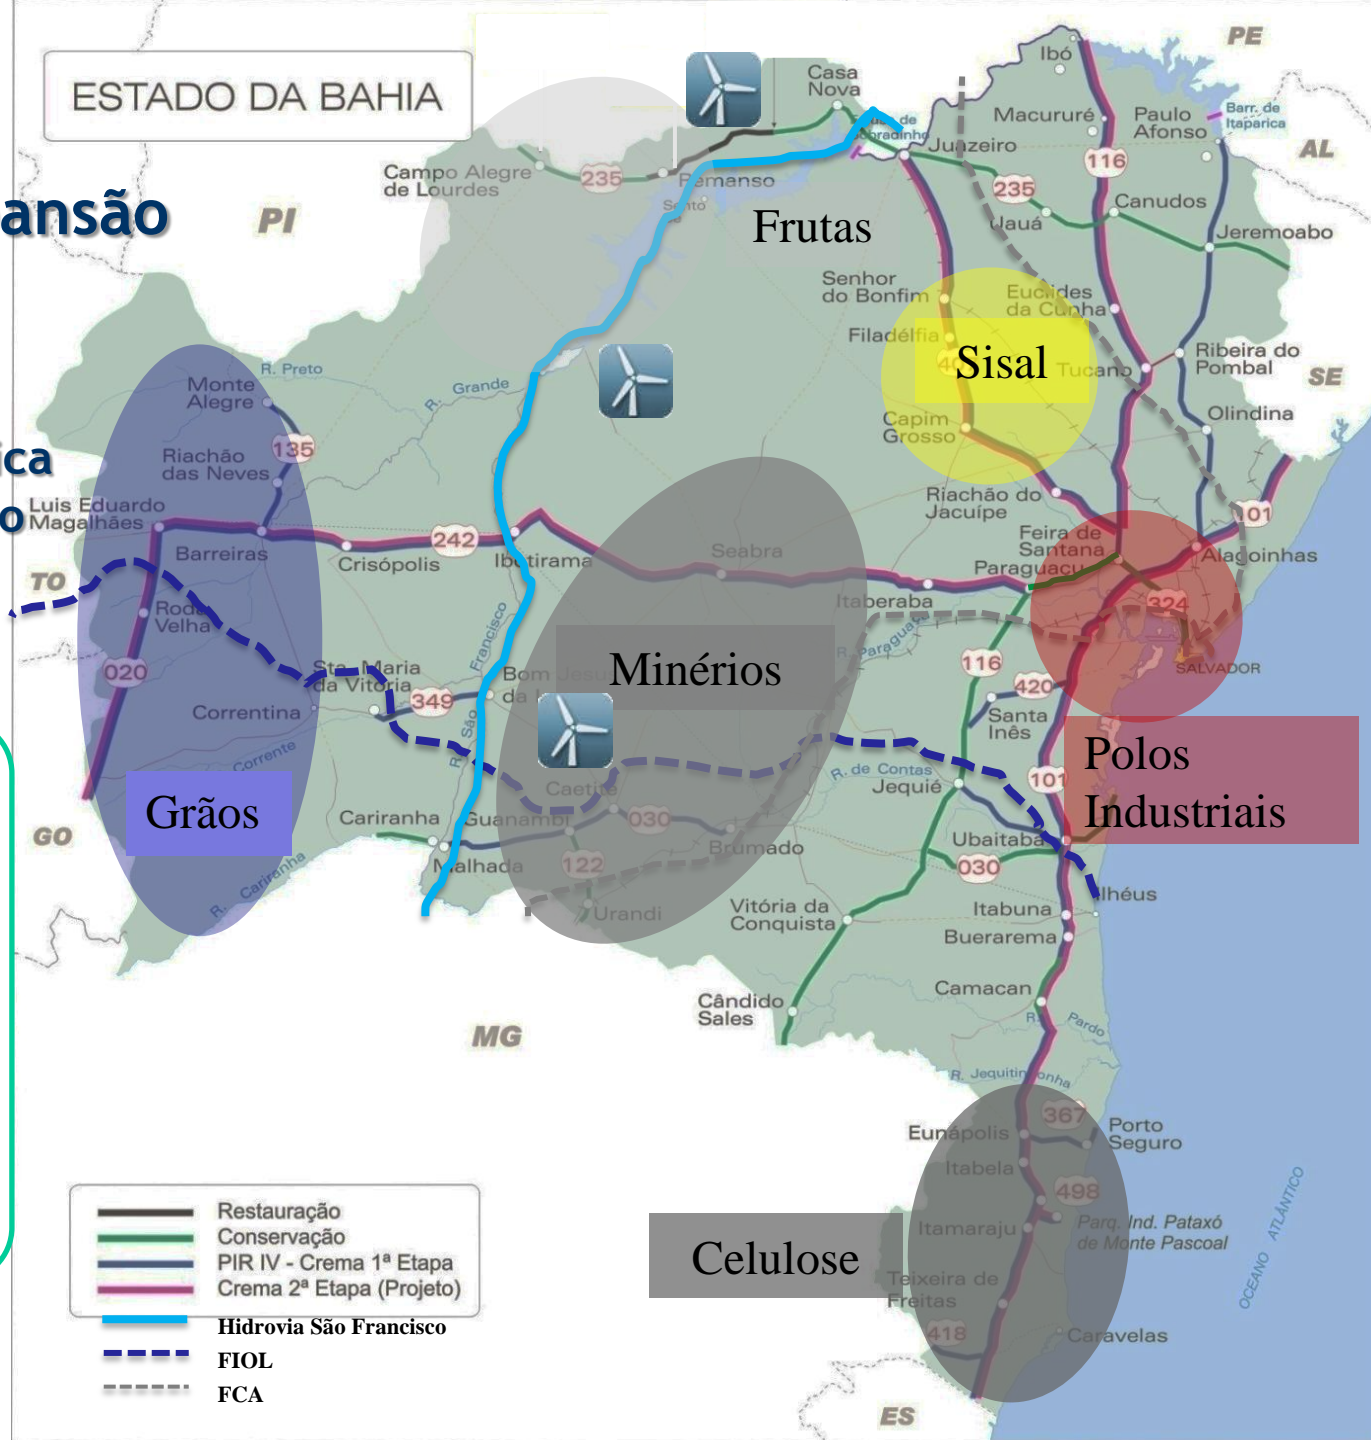 PE
Ibó
ESTADO DA BAHIA
Casa
Nova
Macururé
Paulo
Afonso
Barr. de
Itaparica
AL
Juazeiro
116
Campo Alegre
de Lourdes
235
Remanso
235
Canudos
ansão
PI
Frutas
Uauá
Jeremoabo
Senhor
do Bonfim
Euclides
da Cunha
Filadélfia
Sisal
Tucano
Ribeira do
Pombal
SE
R. Preto
Monte
Alegre
R. Grande
Capim
Grosso
Olindina
135
Riachão
das Neves
ica
o
Luis Eduardo
Magalhães
Riachão do
Jacuípe
101
242
Barreiras
Crisópolis
Ibotirama
Seabra
Feira de
Santana
Paraguaçu
Alagoinhas
TO
Roda
Velha
Itaberaba
324
R. Paraguaçu
R. São Francisco
Minérios
116
SALVADOR
020
Sta. Maria
da Vitória
349
Bom Jesus
420
Correntina
Santa
Inês
Corrente
Polos
Industriais
R. de Contas
Jequié
101
Grãos
Caetité
Cariranha
Guanambi
030
GO
Brumado
Ubaitaba
Malhada
122
030
R. Cariranha
Urandi
Ilhéus
Vitória da
Conquista
Itabuna
Buerarema
Camacan
Cândido
Sales
R. Pardo
MG
R. Jequitinhonha
367
Eunápolis
Porto
Seguro
Itabela
498
Itamaraju
Parq. Ind. Pataxó
de Monte Pascoal
OCEANO ATLÂNTICO
Celulose
Teixeira de
Freitas
418
Caravelas
ES
Restauração
Conservação
PIR IV - Crema 1ª Etapa
Crema 2ª Etapa (Projeto)
Hidrovia São Francisco
FIOL
FCA